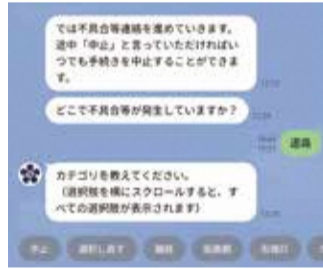 では不具合等連絡を進めていきます。
途中「中止」と言っていただければい
つでも手続きを中止することができま
す。
どこで不具合等が発生していますか？
道路
カテゴリを教えてください。
（選択肢を横にスクロールすると、す
べての選択肢が表示されます）
中止
選択し直す